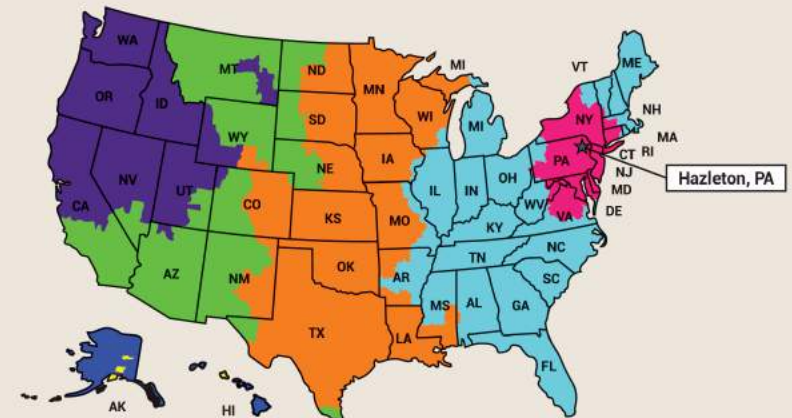 WA
OR
ID
MT
ND
MN
MI
VT
ME
NH
MA
RI
CT
NJ
MD
DE
NY
PA
Hazleton, PA
WI
MI
SD
WY
NV
UT
CA
CO
NE
IA
IL
IN
OH
WV
VA
KS
MO
KY
AZ
NM
OK
AR
TN
NC
SC
TX
LA
MS
AL
GA
FL
AK
HI